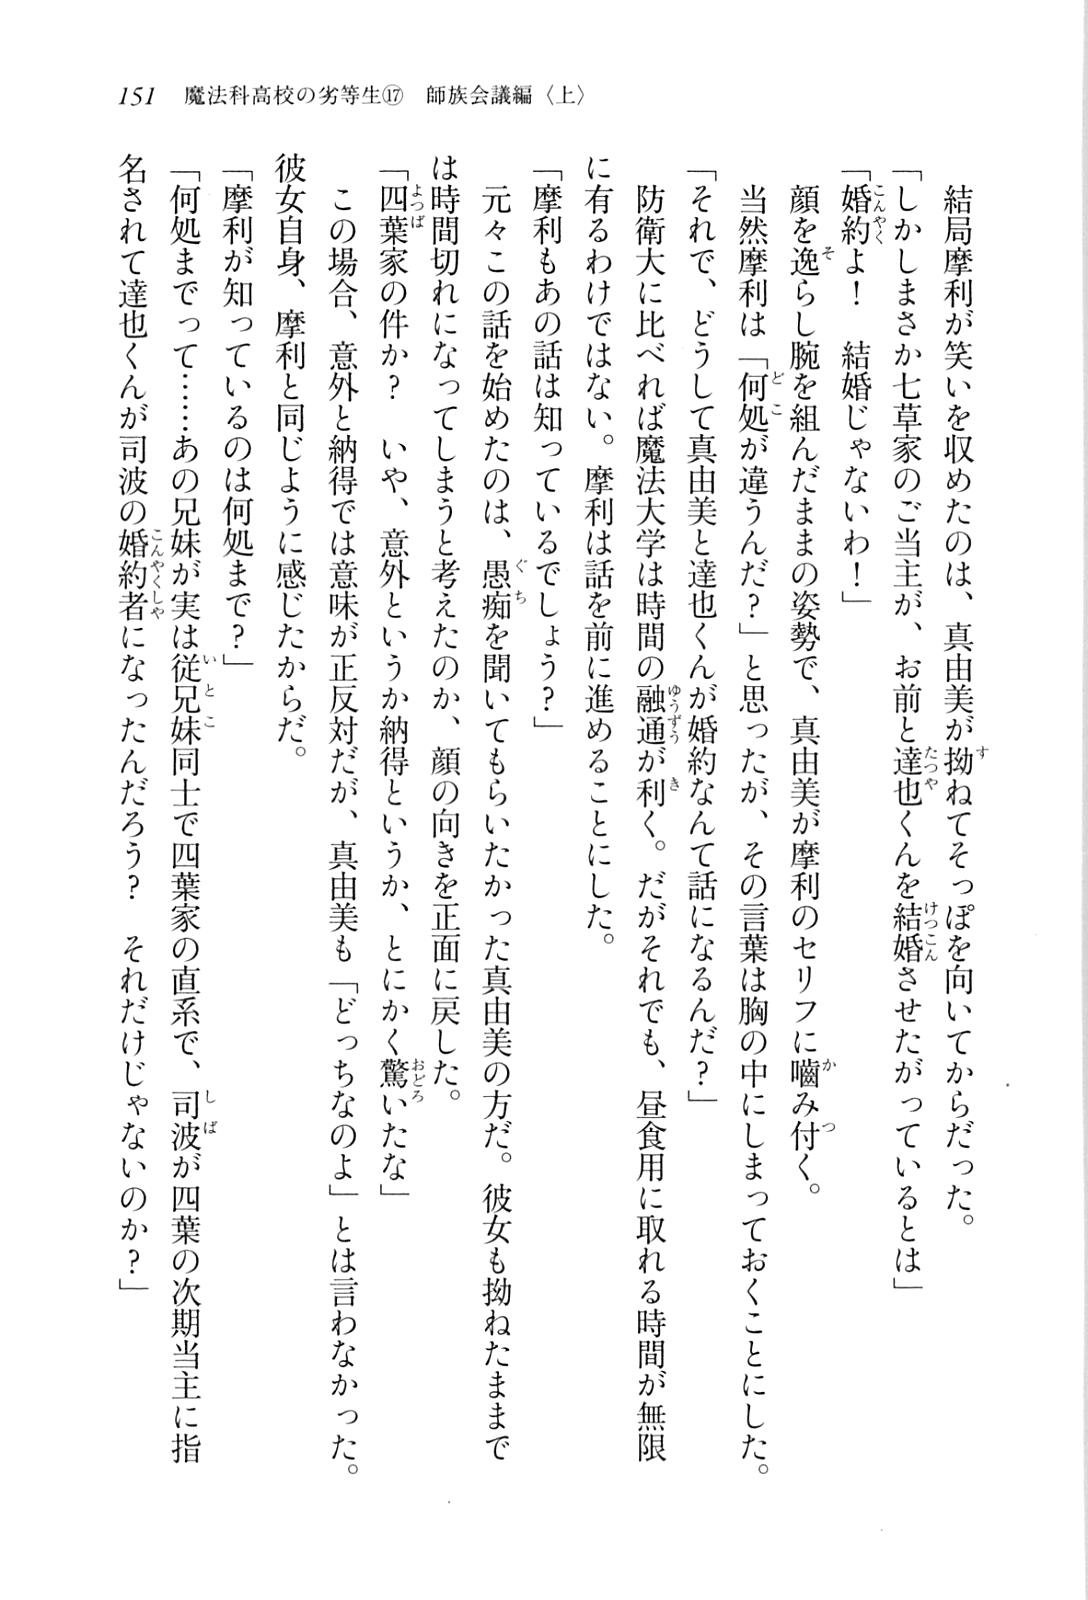 151　魔法科高校の劣等生⑰　師族会議編〈上〉
　結局摩利が笑いを収めたのは、真由美が拗ねてそっぽを向いてからだった。
「しかしまさか七草家のご当主が、お前と達也くんを結婚させたがっているとは」
「婚約よ！　結婚じゃないわ！」
　顔を逸らし腕を組んだままの姿勢で、真由美が摩利のセリフに嚙み付く。
　当然摩利は「何処が違うんだ？」と思ったが、その言葉は胸の中にしまっておくことにした。
「それで、どうして真由美と達也くんが婚約なんて話になるんだ？」
　防衛大に比べれば魔法大学は時間の融通が利く。だがそれでも、昼食用に取れる時間が無限
に有るわけではない。摩利は話を前に進めることにした。
「摩利もあの話は知っているでしょう？」
　元々この話を始めたのは、愚痴を聞いてもらいたかった真由美の方だ。彼女も拗ねたままで
は時間切れになってしまうと考えたのか、顔の向きを正面に戻した。
「四葉家の件か？　いや、意外というか納得というか、とにかく驚いたな」
　この場合、意外と納得では意味が正反対だが、真由美も「どっちなのよ」とは言わなかった。
彼女自身、摩利と同じように感じたからだ。
「摩利が知っているのは何処まで？」
「何処までって……あの兄妹が実は従兄妹同士で四葉家の直系で、司波が四葉の次期当主に指
名されて達也くんが司波の婚約者になったんだろう？　それだけじゃないのか？」